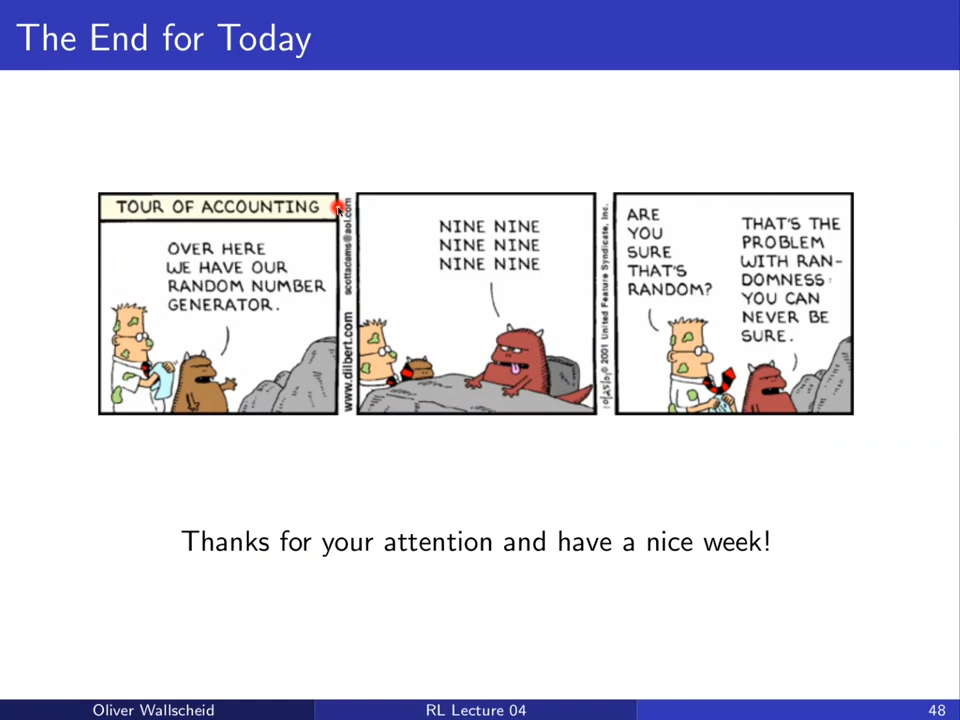 The End for Today
TOUR OF ACCOUNTING
OVER HERE
WE HAVE OUR
RANDOM NUMBER
GENERATOR.
www.dilbert.com scottadams@aol.com
NINE NINE
NINE NINE
NINE NINE
© 2001 United Feature Syndicate, Inc.
ARE
YOU
SURE
THAT'S
RANDOM?
THAT'S THE
PROBLEM
WITH RAN-
DOMNESS:
YOU CAN
NEVER BE
SURE.
Thanks for your attention and have a nice week!
Oliver Wallscheid
RL Lecture 04
48